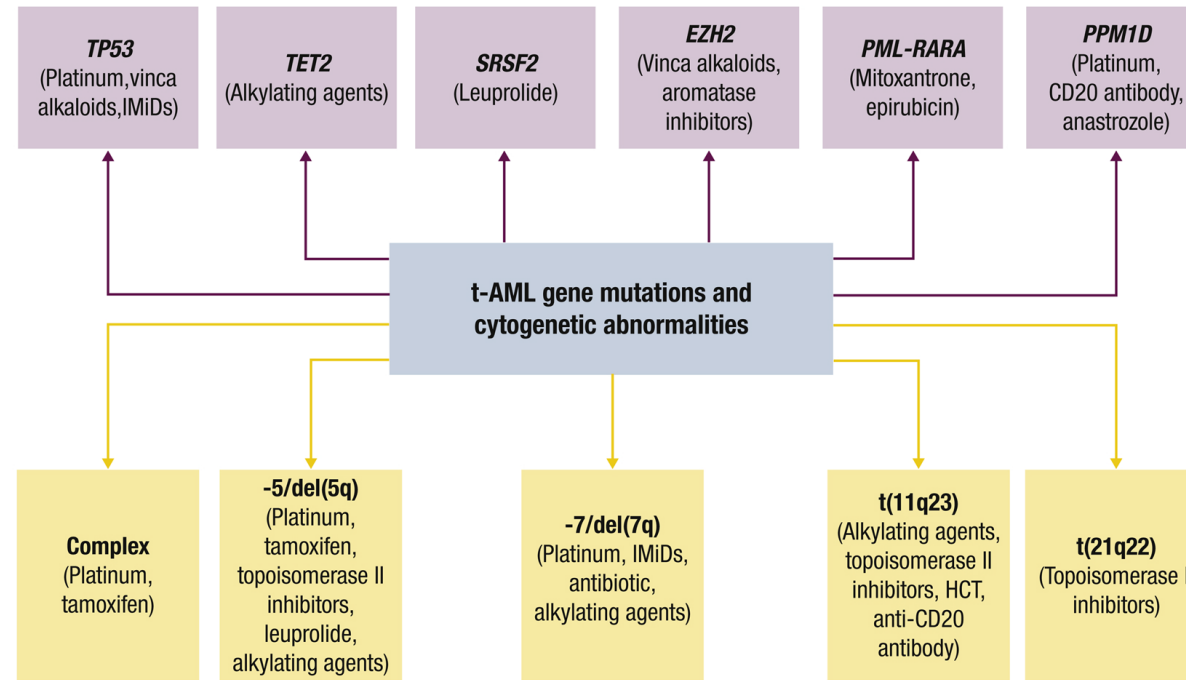 TP53
(Platinum,vinca
alkaloids,IMiDs)
TET2
(Alkylating agents)
SRSF2
(Leuprolide)
EZH2
(Vinca alkaloids,
aromatase
inhibitors)
PML-RARA
(Mitoxantrone,
epirubicin)
PPM1D
(Platinum,
CD20 antibody,
anastrozole)
t-AML gene mutations and
cytogenetic abnormalities
Complex
(Platinum,
tamoxifen)
-5/del(5q)
(Platinum,
tamoxifen,
topoisomerase II
inhibitors,
leuprolide,
alkylating agents)
-7/del(7q)
(Platinum, IMiDs,
antibiotic,
alkylating agents)
t(11q23)
(Alkylating agents,
topoisomerase II
inhibitors, HCT,
anti-CD20
antibody)
t(21q22)
(Topoisomerase
inhibitors)